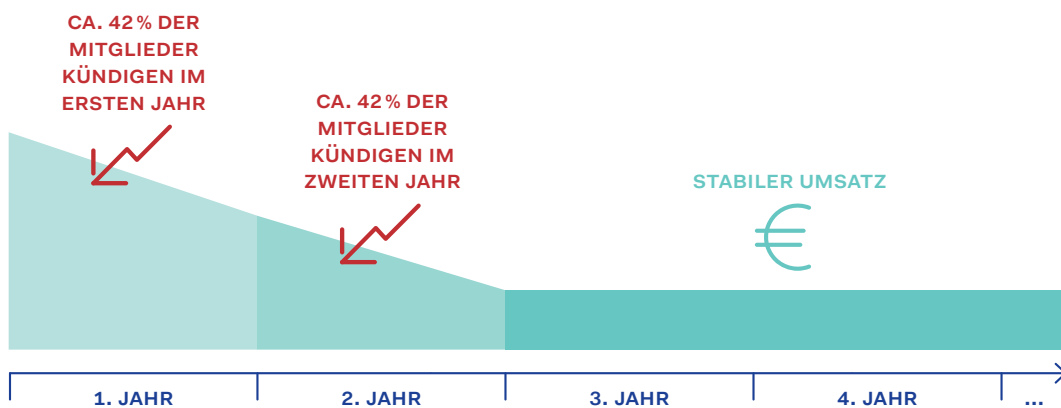 CA. 42 % DER
MITGLIEDER
KÜNDIGEN IM
ERSTEN JAHR
CA. 42 % DER
MITGLIEDER
KÜNDIGEN IM
ZWEITEN JAHR
STABILER UMSATZ
€
1. JAHR
2. JAHR
3. JAHR
4. JAHR
...